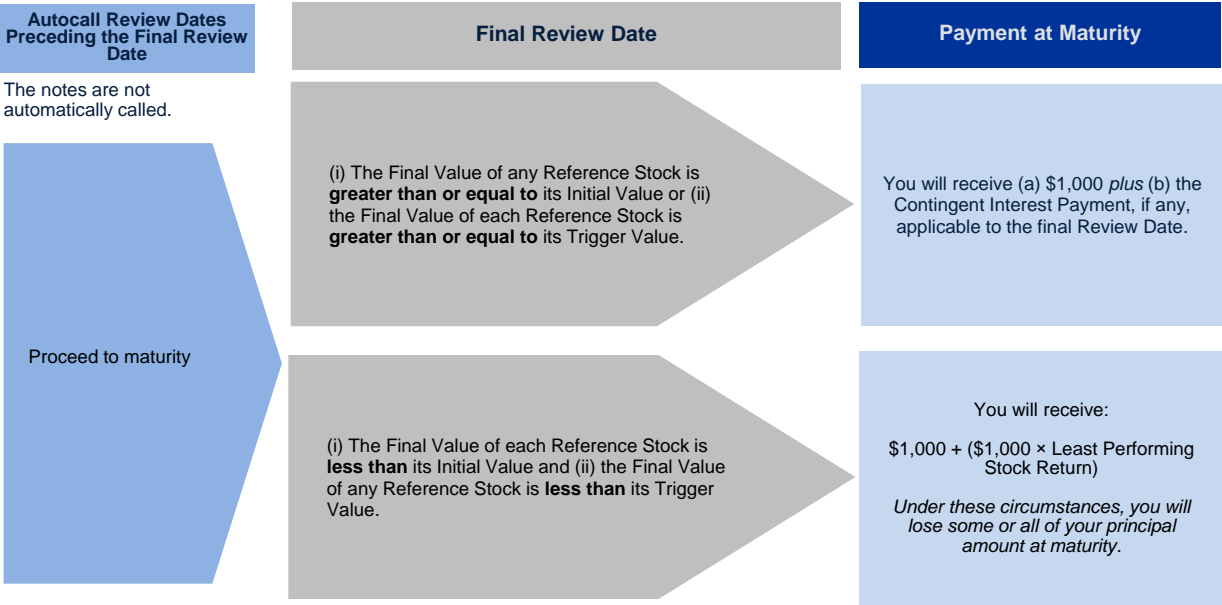 Autocall Review Dates
Preceding the Final Review
Date
Final Review Date
Payment at Maturity
The notes are not
automatically called.
Proceed to maturity
(i) The Final Value of any Reference Stock is
greater than or equal to its Initial Value or (ii)
the Final Value of each Reference Stock is
greater than or equal to its Trigger Value.
You will receive (a) $1,000 plus (b) the
Contingent Interest Payment, if any,
applicable to the final Review Date.
(i) The Final Value of each Reference Stock is
less than its Initial Value and (ii) the Final Value
of any Reference Stock is less than its Trigger
Value.
You will receive:
$1,000 + ($1,000 × Least Performing
Stock Return)
Under these circumstances, you will
lose some or all of your principal
amount at maturity.